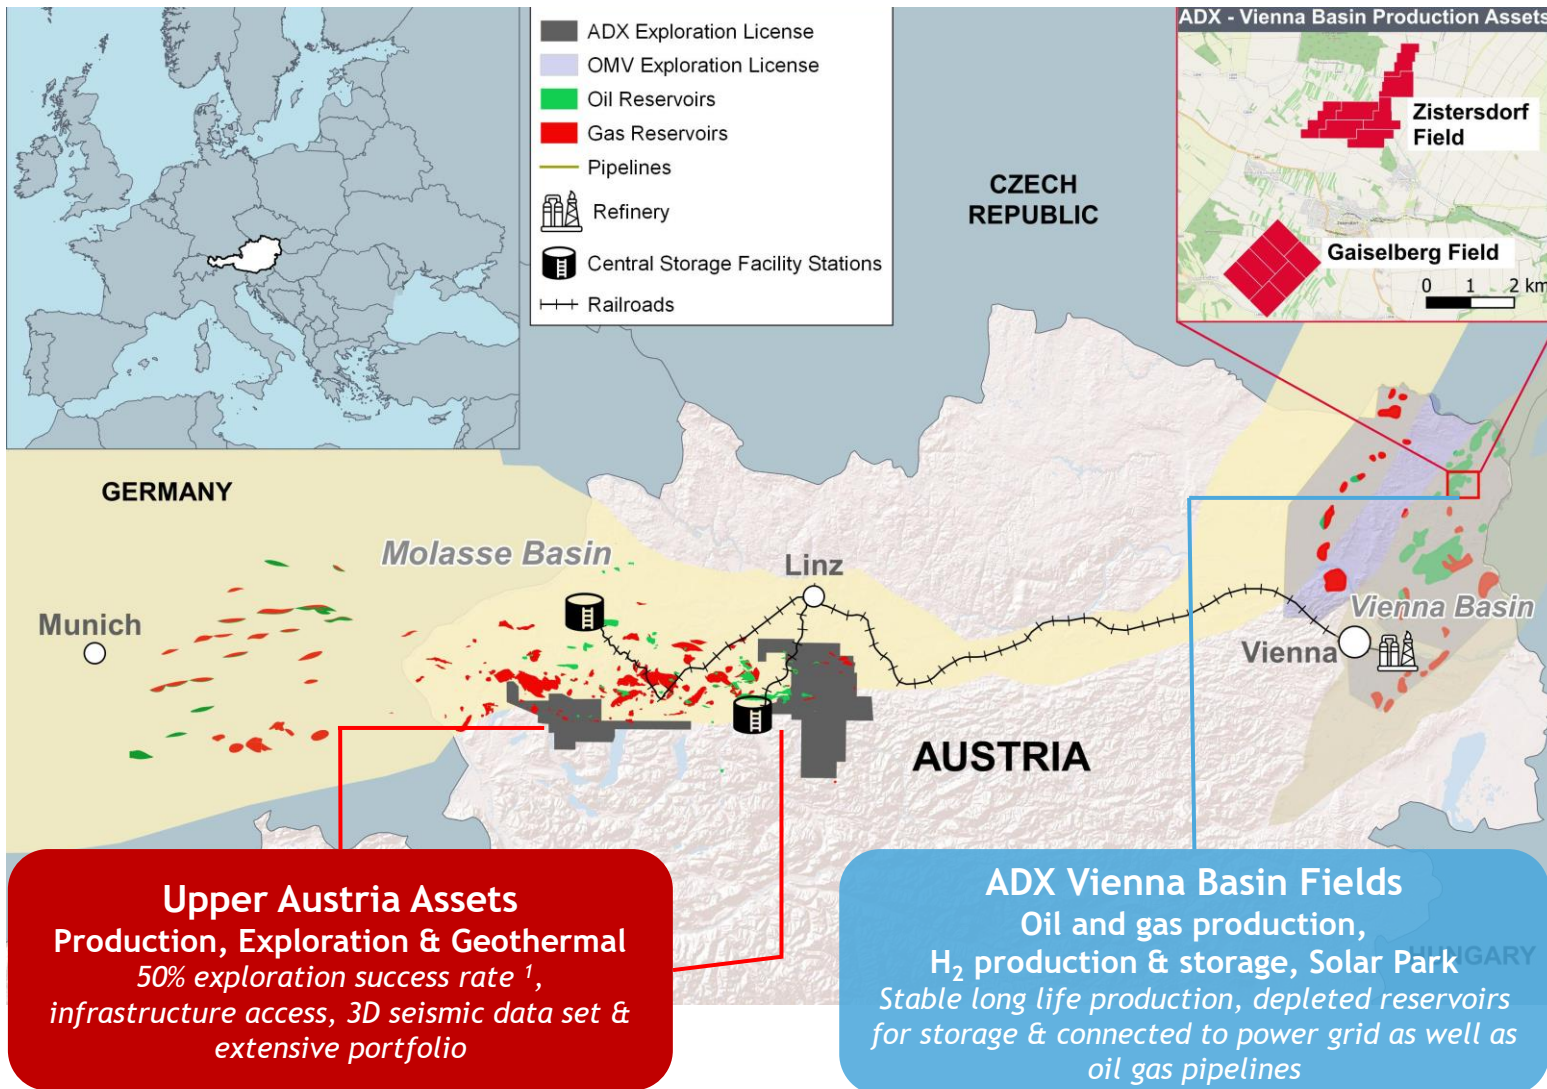 ADX Exploration License
OMV Exploration License
Oil Reservoirs
Gas Reservoirs
Pipelines
Refinery
Central Storage Facility Stations
Railroads
ADX - Vienna Basin Production Assets
Zistersdorf
Field
Gaiselberg Field
0 1 2 km
CZECH
REPUBLIC
GERMANY
Molasse Basin
Linz
Munich
Vienna Basin
Vienna
AUSTRIA
HUNGARY
Upper Austria Assets
Production, Exploration & Geothermal
50% exploration success rate ¹,
infrastructure access, 3D seismic data set &
extensive portfolio
ADX Vienna Basin Fields
Oil and gas production,
H₂ production & storage, Solar Park
Stable long life production, depleted reservoirs
for storage & connected to power grid as well as
oil gas pipelines